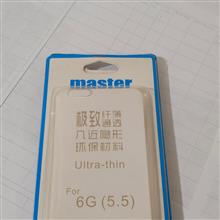 master
极致纤薄
通透
八近隐形
环保材料
Ultra-thin
For
6G (5.5)